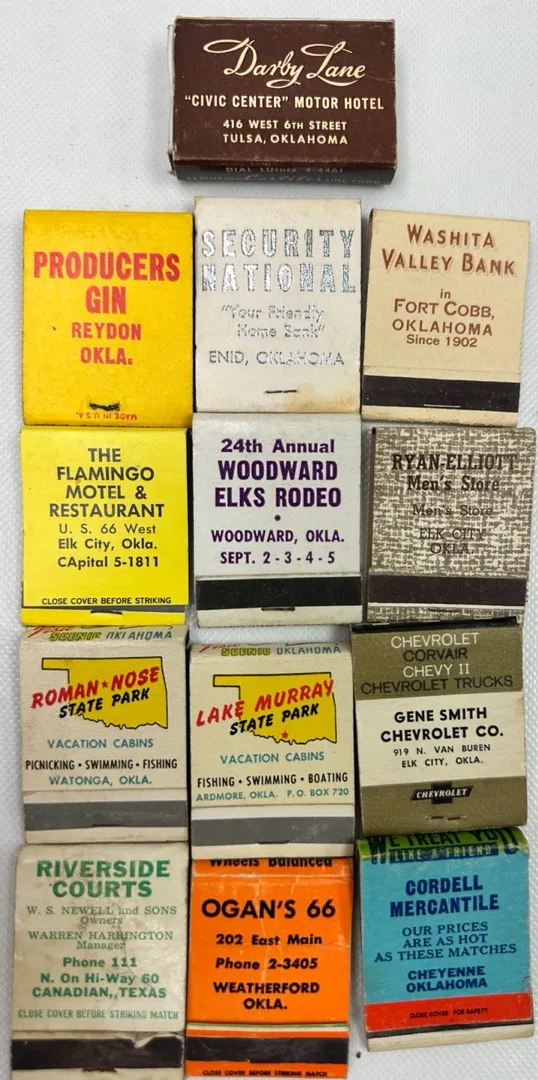 Darby Lane
"CIVIC CENTER" MOTOR HOTEL
416 WEST 6TH STREET
TULSA, OKLAHOMA
DIAL LUTHER 4-4461
PRODUCERS
GIN
REYDON
OKLA.
MADE IN U.S.A.
SECURITY
NATIONAL
"Your Friendly
Home Bank"
ENID, OKLAHOMA
WASHITA
VALLEY BANK
in
FORT COBB,
OKLAHOMA
Since 1902
THE
FLAMINGO
MOTEL &
RESTAURANT
U. S. 66 West
Elk City, Okla.
CApital 5-1811
CLOSE COVER BEFORE STRIKING
24th Annual
WOODWARD
ELKS RODEO
•
WOODWARD, OKLA.
SEPT. 2 - 3 - 4 - 5
RYAN-ELLIOTT
Men's Store
Men's Store
ELK CITY
OKLA.
Visit
SCENIC OKLAHOMA
ROMAN★NOSE
STATE PARK
VACATION CABINS
PICNICKING • SWIMMING • FISHING
WATONGA, OKLA.
SCENIC OKLAHOMA
LAKE MURRAY
STATE PARK
VACATION CABINS
FISHING • SWIMMING • BOATING
ARDMORE, OKLA. P.O. BOX 720
CHEVROLET
CORVAIR
CHEVY II
CHEVROLET TRUCKS
GENE SMITH
CHEVROLET CO.
919 N. VAN BUREN
ELK CITY, OKLA.
CHEVROLET
RIVERSIDE
COURTS
W. S. NEWELL and SONS
Owners
WARREN HARRINGTON
Manager
Phone 111
N. On Hi-Way 60
CANADIAN, TEXAS
CLOSE COVER BEFORE STRIKING MATCH
Wheels Balanced
OGAN'S 66
202 East Main
Phone 2-3405
WEATHERFORD
OKLA.
CLOSE COVER BEFORE STRIKING MATCH
WE TREAT YOU
LIKE A FRIEND
CORDELL
MERCANTILE
OUR PRICES
ARE AS HOT
AS THESE MATCHES
CHEYENNE
OKLAHOMA
CLOSE COVER FOR SAFETY